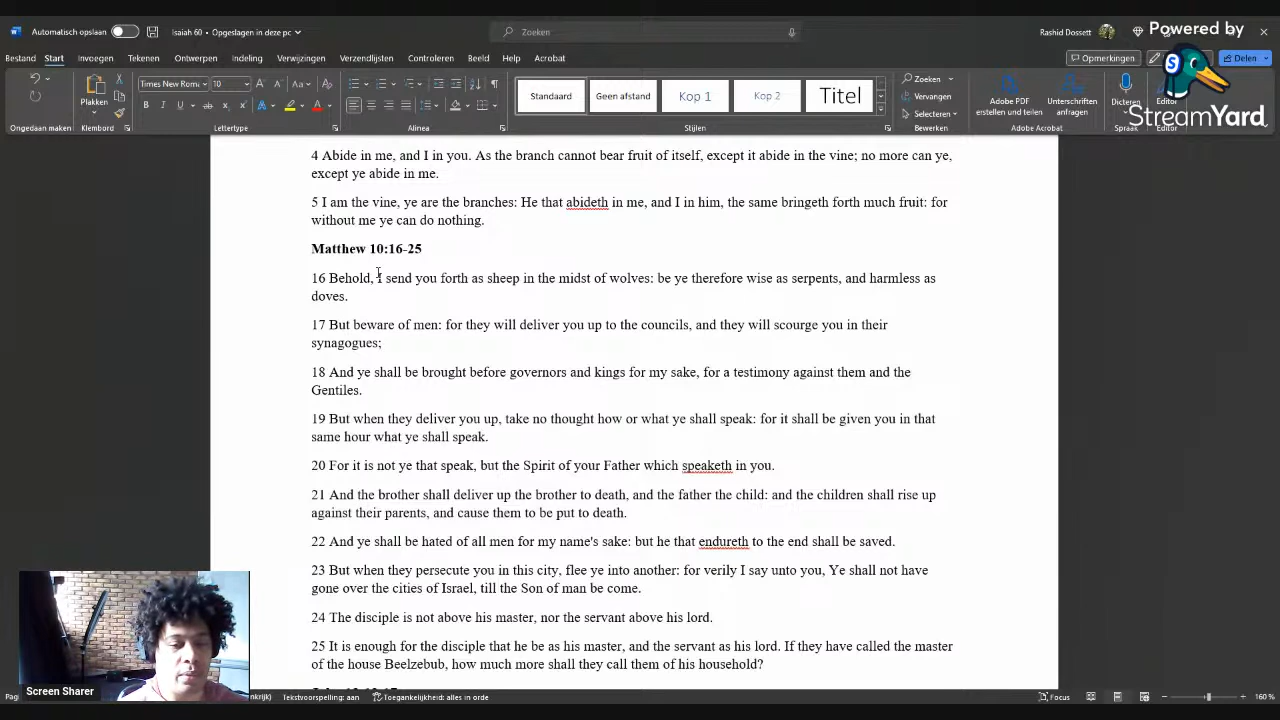 Powered by
Automatisch opslaan
Isaiah 60 • Opgeslagen in deze pc
Zoeken
Rashid Dossett
Bestand Start Invoegen Tekenen Ontwerpen Indeling Verwijzingen Verzendlijsten Controleren Beeld Help Acrobat
Opmerkingen
Delen
StreamYard
Plakken
Times New Rom 10
Standaard
Geen afstand
Kop 1
Kop 2
Titel
Zoeken
Vervangen
Selecteren
Adobe PDF
erstellen und teilen
Unterschriften
anfragen
Dicteren
Editor
Ongedaan maken
Klembord
Lettertype
Alinea
Stijlen
Bewerken
Adobe Acrobat
Spraak
Editor
4 Abide in me, and I in you. As the branch cannot bear fruit of itself, except it abide in the vine; no more can ye,
except ye abide in me.
5 I am the vine, ye are the branches: He that abideth in me, and I in him, the same bringeth forth much fruit: for
without me ye can do nothing.
Matthew 10:16-25
16 Behold, I send you forth as sheep in the midst of wolves: be ye therefore wise as serpents, and harmless as
doves.
17 But beware of men: for they will deliver you up to the councils, and they will scourge you in their
synagogues;
18 And ye shall be brought before governors and kings for my sake, for a testimony against them and the
Gentiles.
19 But when they deliver you up, take no thought how or what ye shall speak: for it shall be given you in that
same hour what ye shall speak.
20 For it is not ye that speak, but the Spirit of your Father which speaketh in you.
21 And the brother shall deliver up the brother to death, and the father the child: and the children shall rise up
against their parents, and cause them to be put to death.
22 And ye shall be hated of all men for my name's sake: but he that endureth to the end shall be saved.
23 But when they persecute you in this city, flee ye into another: for verily I say unto you, Ye shall not have
gone over the cities of Israel, till the Son of man be come.
24 The disciple is not above his master, nor the servant above his lord.
25 It is enough for the disciple that he be as his master, and the servant as his lord. If they have called the master
of the house Beelzebub, how much more shall they call them of his household?
Screen Sharer
Tekstvoorspelling: aan
Toegankelijkheid: alles in orde
Focus
160 %